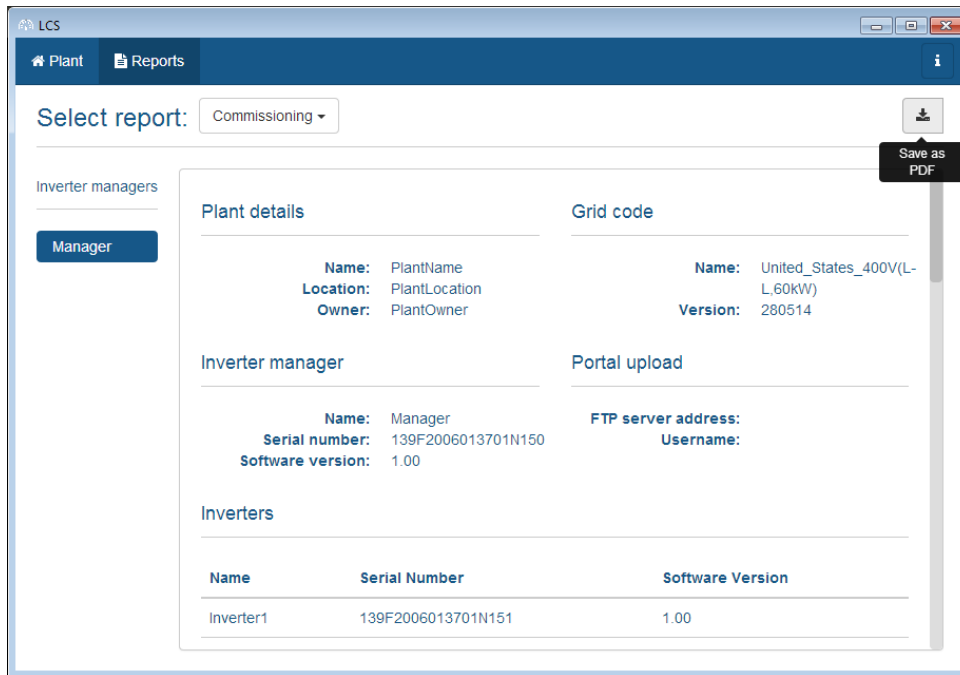 LCS
Plant
Reports
i
Select report:
Commissioning
Save as
PDF
Inverter managers
Manager
Plant details
Name: PlantName
Location: PlantLocation
Owner: PlantOwner
Grid code
Name: United_States_400V(L-
L,60kW)
Version: 280514
Inverter manager
Name: Manager
Serial number: 139F2006013701N150
Software version: 1.00
Portal upload
FTP server address:
Username:
Inverters
Name Serial Number Software Version
Inverter1 139F2006013701N151 1.00